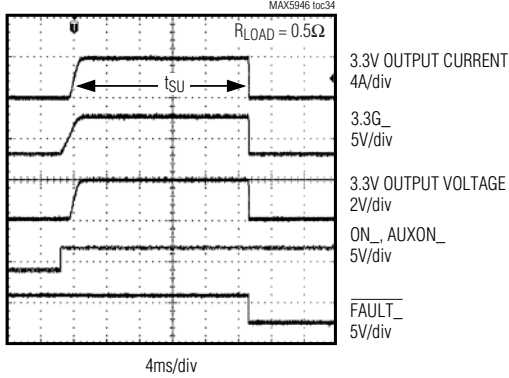 MAX5946 toc34
RLOAD = 0.5Ω
tSU
3.3V OUTPUT CURRENT
4A/div
3.3G_
5V/div
3.3V OUTPUT VOLTAGE
2V/div
ON_, AUXON_
5V/div
FAULT_
5V/div
4ms/div